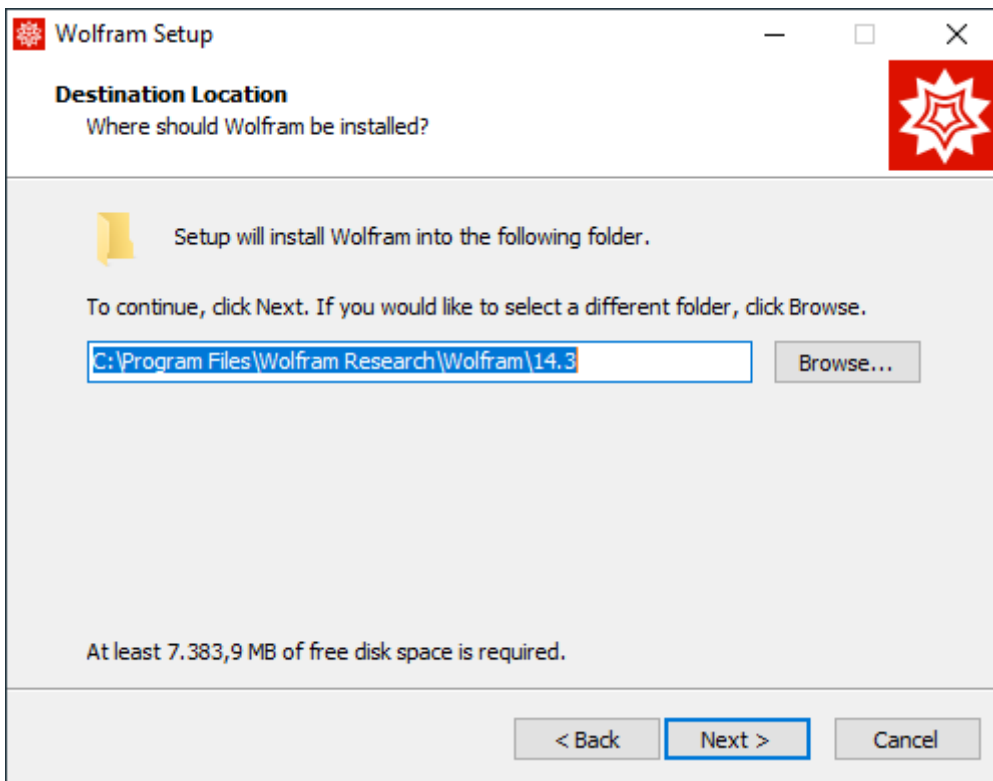 Wolfram Setup
Destination Location
Where should Wolfram be installed?
Setup will install Wolfram into the following folder.
To continue, click Next. If you would like to select a different folder, click Browse.
C:\Program Files\Wolfram Research\Wolfram\14.3
Browse...
At least 7.383,9 MB of free disk space is required.
< Back
Next >
Cancel